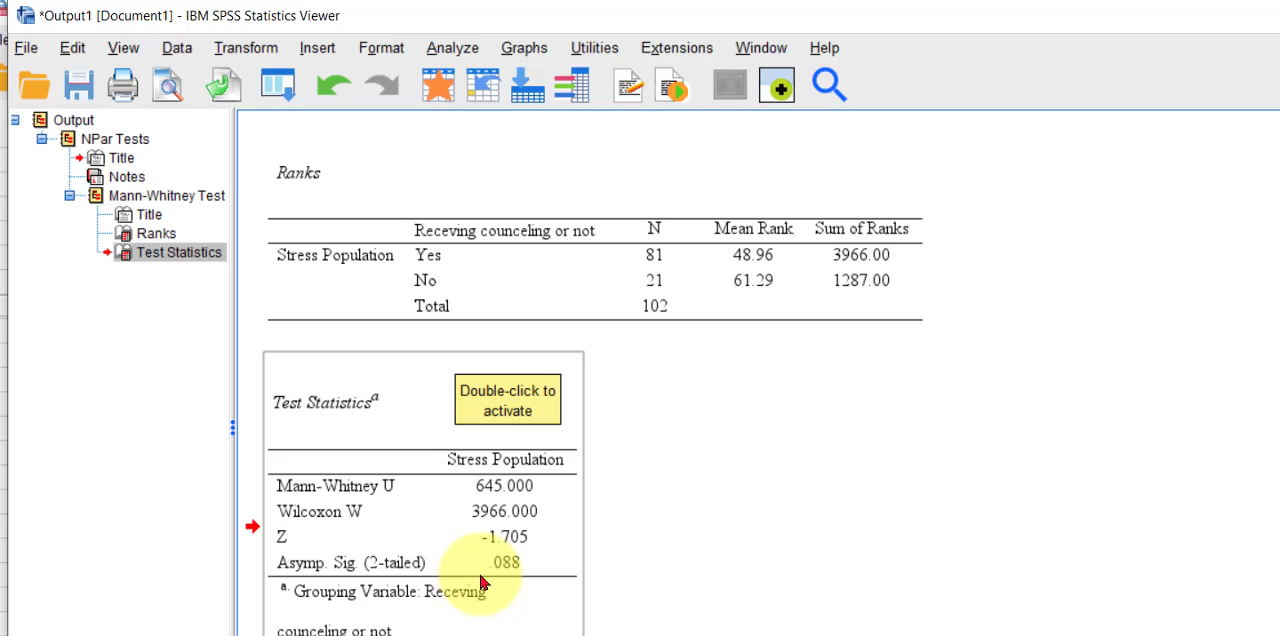 *Output1 [Document1] - IBM SPSS Statistics Viewer
File Edit View Data Transform Insert Format Analyze Graphs Utilities Extensions Window Help
Output
NPar Tests
Title
Notes
Mann-Whitney Test
Title
Ranks
Test Statistics
Ranks
Receving counceling or not N Mean Rank Sum of Ranks
Stress Population Yes 81 48.96 3966.00
No 21 61.29 1287.00
Total 102
Test Statisticsa
Double-click to
activate
Stress Population
Mann-Whitney U 645.000
Wilcoxon W 3966.000
Z -1.705
Asymp. Sig. (2-tailed) .088
a. Grouping Variable: Receving
counceling or not